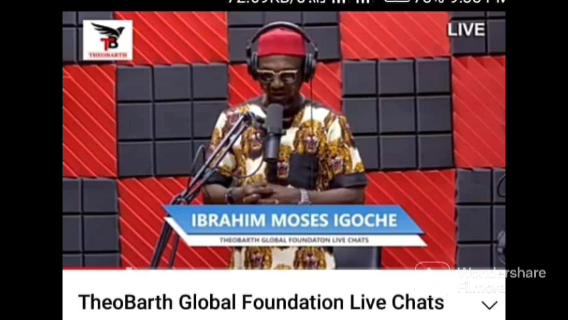 TB
THEOBARTH
LIVE
IBRAHIM MOSES IGOCHE
THEOBARTH GLOBAL FOUNDATON LIVE CHATS
Wondershare
Filmora
TheoBarth Global Foundation Live Chats